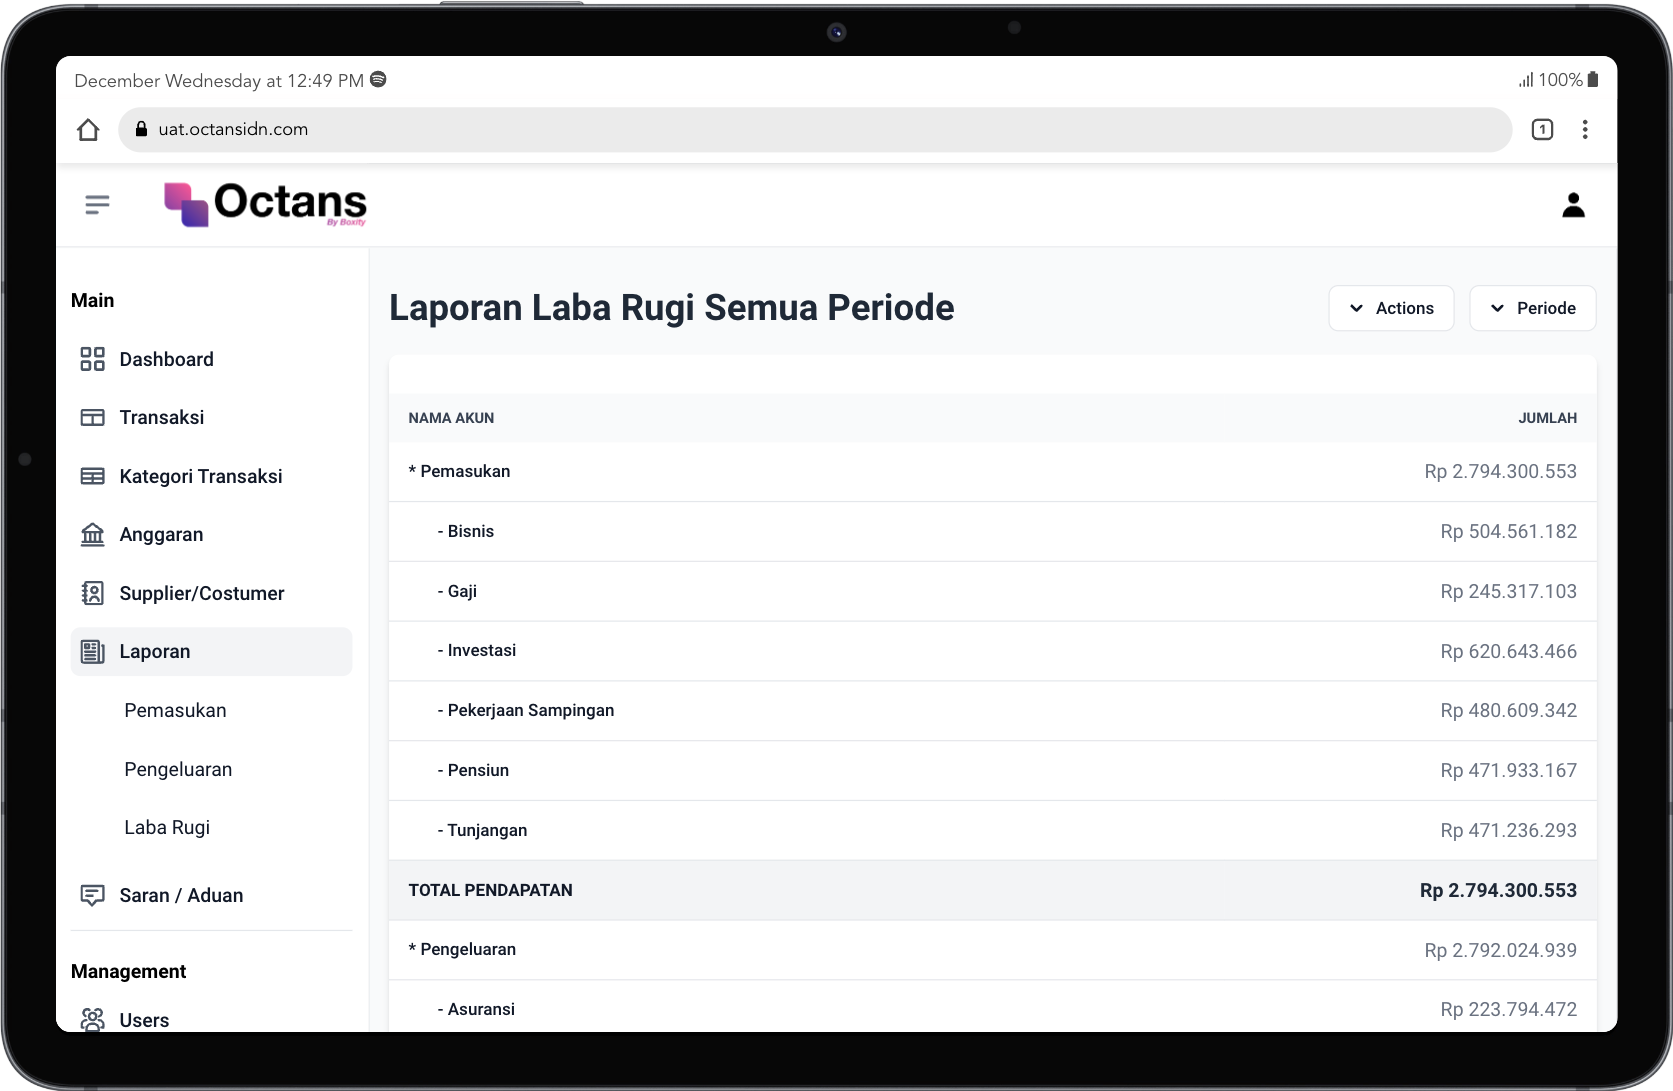 December Wednesday at 12:49 PM
100%
uat.octansidn.com
1
Octans
By Boxity
Main
Dashboard
Transaksi
Kategori Transaksi
Anggaran
Supplier/Costumer
Laporan
Pemasukan
Pengeluaran
Laba Rugi
Saran / Aduan
Management
Users
Laporan Laba Rugi Semua Periode
Actions
Periode
NAMA AKUN JUMLAH
* Pemasukan Rp 2.794.300.553
- Bisnis Rp 504.561.182
- Gaji Rp 245.317.103
- Investasi Rp 620.643.466
- Pekerjaan Sampingan Rp 480.609.342
- Pensiun Rp 471.933.167
- Tunjangan Rp 471.236.293
TOTAL PENDAPATAN Rp 2.794.300.553
* Pengeluaran Rp 2.792.024.939
- Asuransi Rp 223.794.472